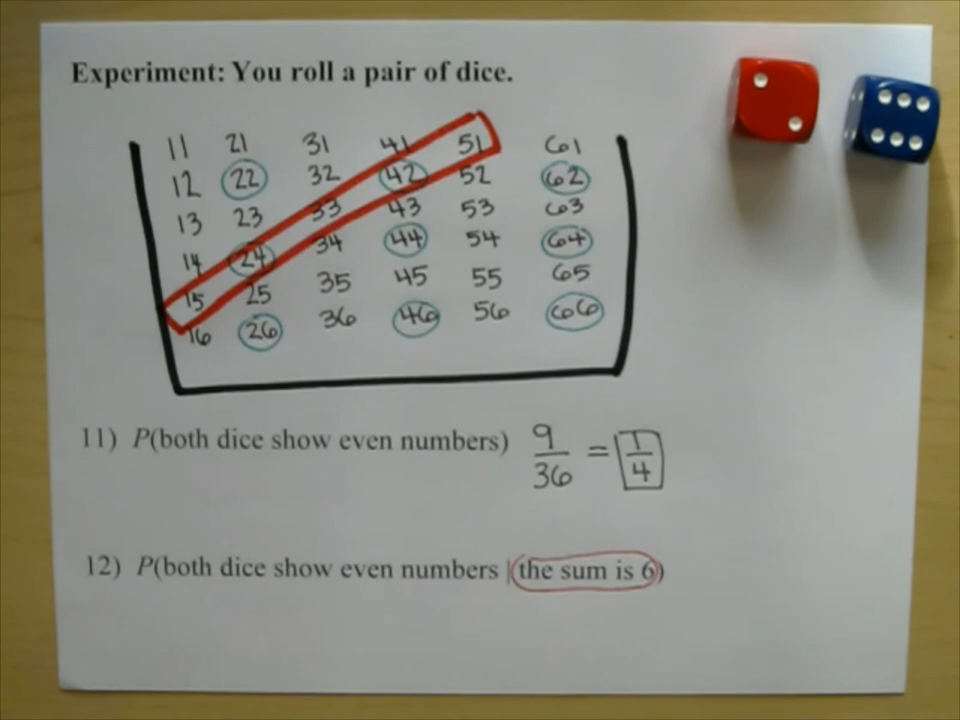 Experiment: You roll a pair of dice.
11 21 31 41 51 61
12 22 32 42 52 62
13 23 33 43 53 63
14 24 34 44 54 64
15 25 35 45 55 65
16 26 36 46 56 66
11) P(both dice show even numbers) 9/36 = 1/4
12) P(both dice show even numbers | the sum is 6)